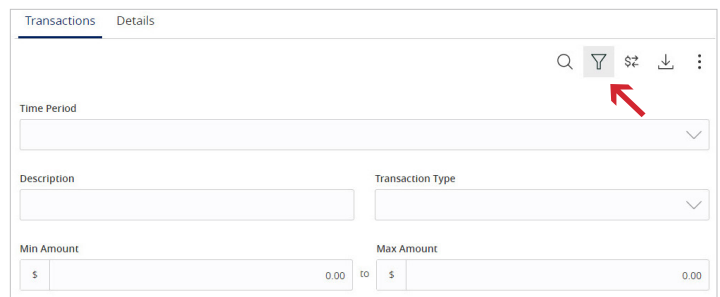 Transactions Details
Time Period
Description Transaction Type
Min Amount Max Amount
$ 0.00 to $ 0.00